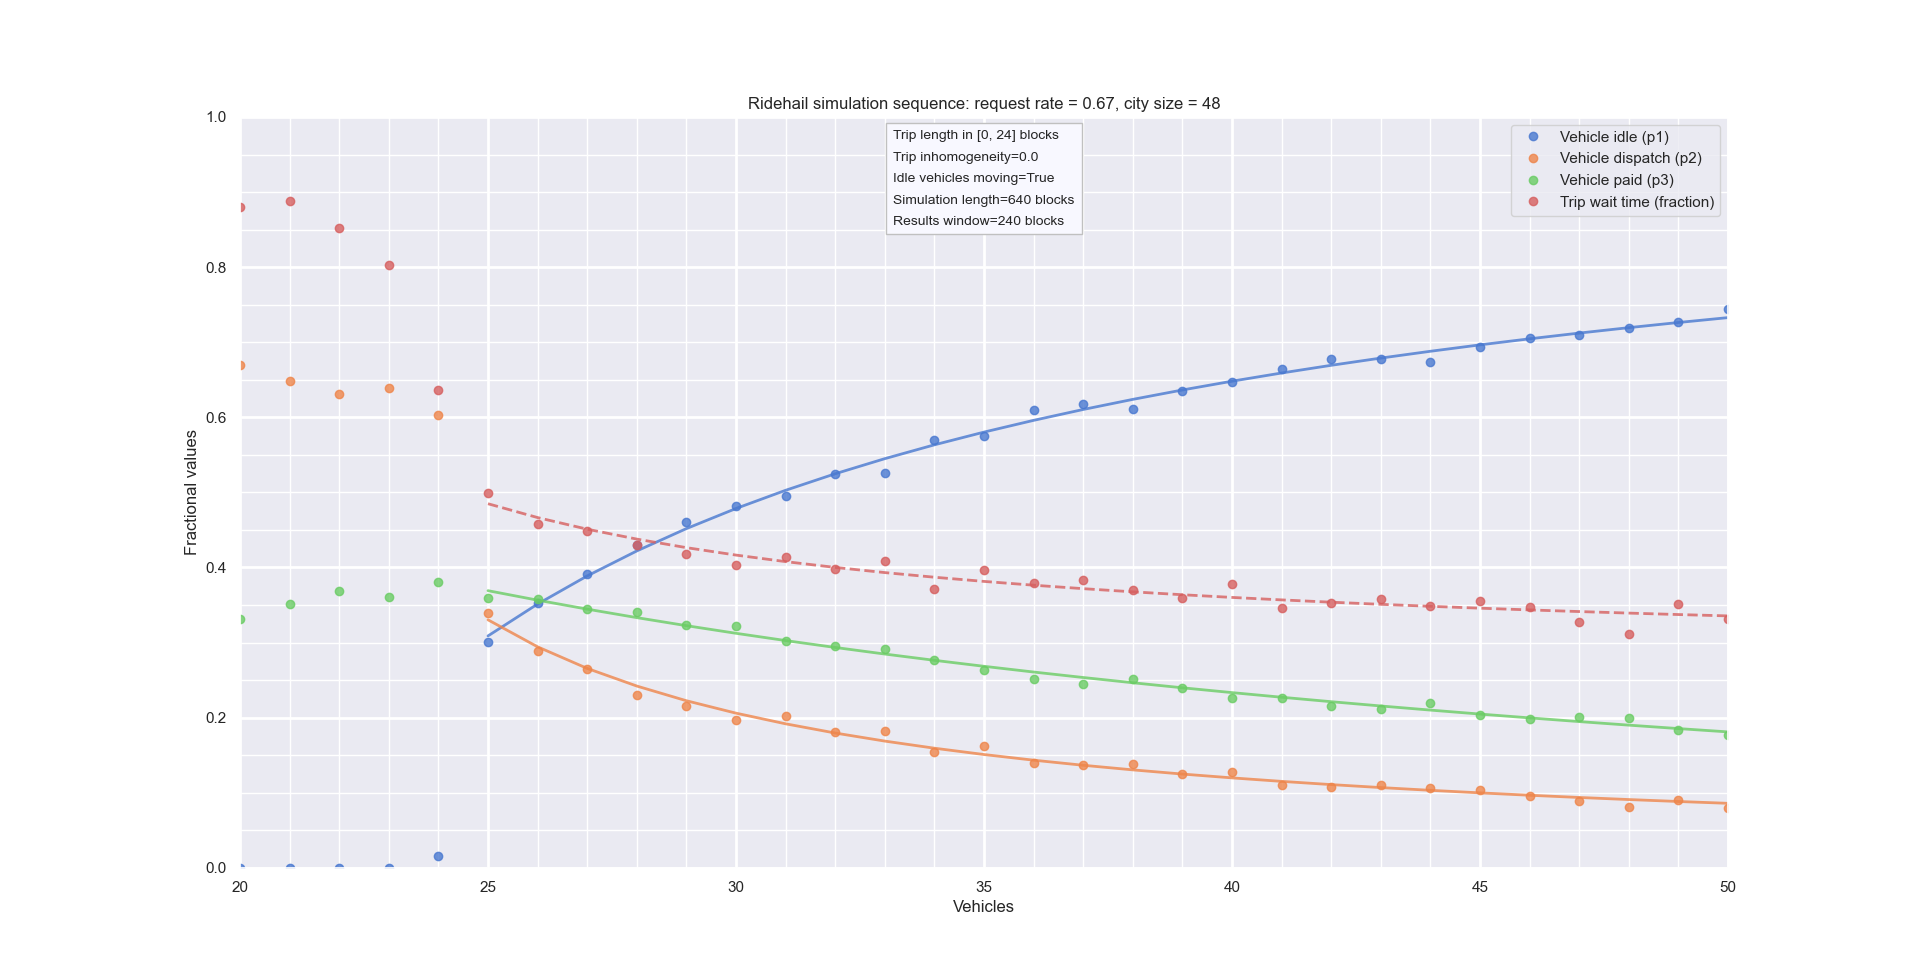 Ridehail simulation sequence: request rate = 0.67, city size = 48
Trip length in [0, 24] blocks
Trip inhomogeneity=0.0
Idle vehicles moving=True
Simulation length=640 blocks
Results window=240 blocks
Vehicle idle (p1)
Vehicle dispatch (p2)
Vehicle paid (p3)
Trip wait time (fraction)
Fractional values
1.0
0.8
0.6
0.4
0.2
0.0
20
25
30
35
40
45
50
Vehicles